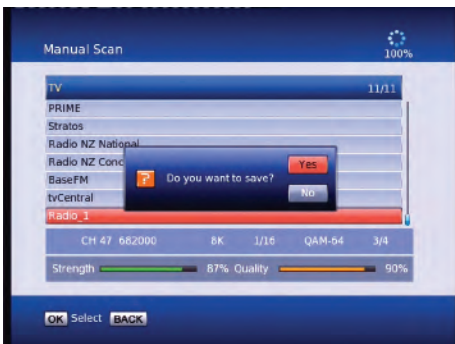 Manual Scan
100%
TV 11/11
PRIME
Stratos
Radio NZ National
Radio NZ Conc
BaseFM
tvCentral
Radio_1
Do you want to save?
Yes
No
CH 47 682000 8K 1/16 QAM-64 3/4
Strength 87% Quality 90%
OK Select BACK